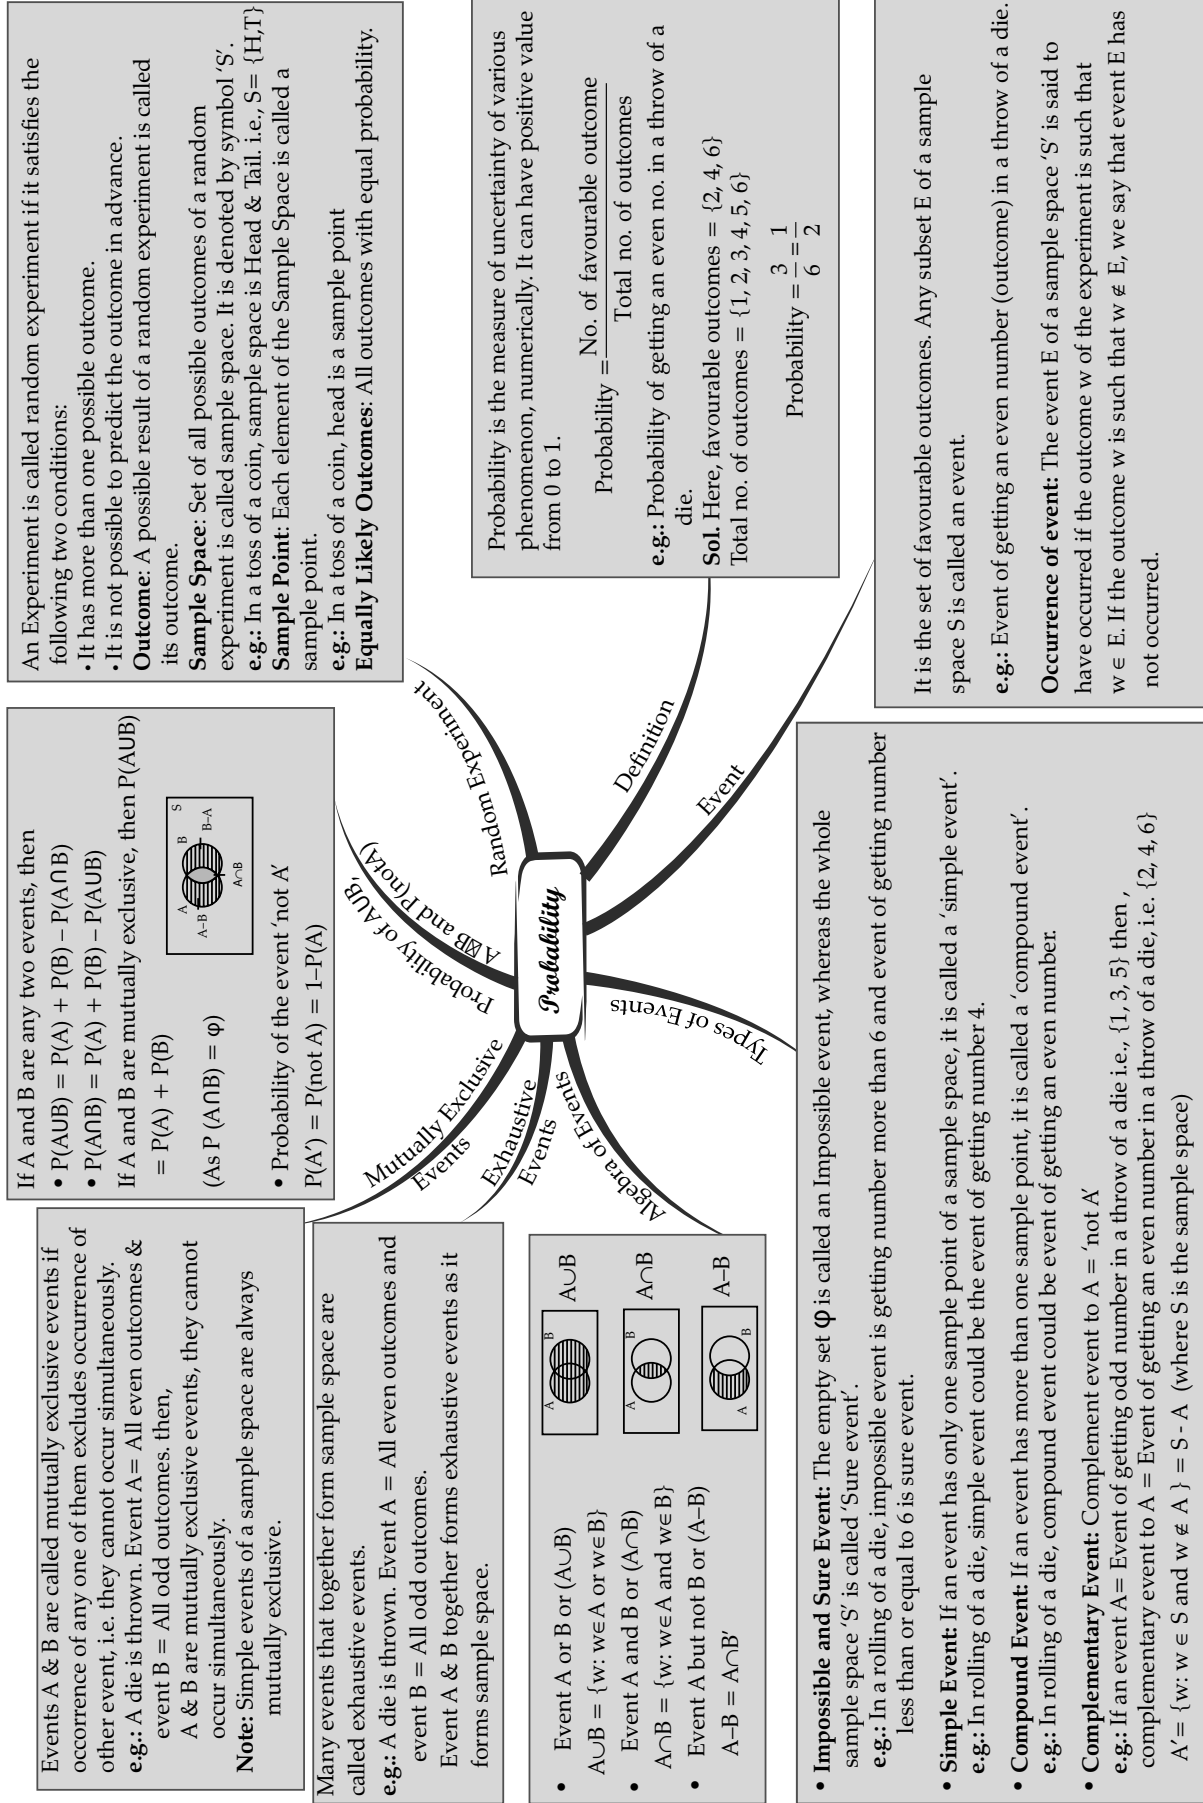 An Experiment is called random experiment if it satisfies the
following two conditions:
• It has more than one possible outcome.
• It is not possible to predict the outcome in advance.
Outcome: A possible result of a random experiment is called
its outcome.
Sample Space: Set of all possible outcomes of a random
experiment is called sample space. It is denoted by symbol ‘S’.
e.g.: In a toss of a coin, sample space is Head & Tail. i.e., S= {H,T}
Sample Point: Each element of the Sample Space is called a
sample point.
e.g.: In a toss of a coin, head is a sample point
Equally Likely Outcomes: All outcomes with equal probability.
Probability is the measure of uncertainty of various
phenomenon, numerically. It can have positive value
from 0 to 1.
Probability = No. of favourable outcome
Total no. of outcomes
e.g.: Probability of getting an even no. in a throw of a
die.
Sol. Here, favourable outcomes = {2, 4, 6}
Total no. of outcomes = {1, 2, 3, 4, 5, 6}
Probability = 3/6 = 1/2
It is the set of favourable outcomes. Any subset E of a sample
space S is called an event.
e.g.: Event of getting an even number (outcome) in a throw of a die.
Occurrence of event: The event E of a sample space ‘S’ is said to
have occurred if the outcome w of the experiment is such that
w ∈ E. If the outcome w is such that w ∉ E, we say that event E has
not occurred.
If A and B are any two events, then
• P(A∪B) = P(A) + P(B) – P(A∩B)
• P(A∩B) = P(A) + P(B) – P(A∪B)
If A and B are mutually exclusive, then P(A∪B)
= P(A) + P(B)
(As P (A∩B) = φ)
A
B
S
A–B
B–A
A∩B
• Probability of the event ‘not A’
P(A′) = P(not A) = 1–P(A)
Random Experiment
Definition
Event
Probability of A∪B,
A B and P(notA)
Probability
Types of Events
Mutually Exclusive
Events
Exhaustive
Events
Algebra of Events
Events A & B are called mutually exclusive events if
occurrence of any one of them excludes occurrence of
other event, i.e. they cannot occur simultaneously.
e.g.: A die is thrown. Event A= All even outcomes &
event B = All odd outcomes. then,
A & B are mutually exclusive events, they cannot
occur simultaneously.
Note: Simple events of a sample space are always
mutually exclusive.
Many events that together form sample space are
called exhaustive events.
e.g.: A die is thrown. Event A = All even outcomes and
event B = All odd outcomes.
Event A & B together forms exhaustive events as it
forms sample space.
• Event A or B or (A∪B)
A∪B = {w: w∈A or w∈B}
• Event A and B or (A∩B)
A∩B = {w: w∈A and w∈B}
• Event A but not B or (A–B)
A–B = A∩B′
A
B
A∪B
A
B
A∩B
A
B
A–B
• Impossible and Sure Event: The empty set φ is called an Impossible event, whereas the whole
sample space ‘S’ is called ‘Sure event’.
e.g.: In a rolling of a die, impossible event is getting number more than 6 and event of getting number
less than or equal to 6 is sure event.
• Simple Event: If an event has only one sample point of a sample space, it is called a ‘simple event’.
e.g.: In rolling of a die, simple event could be the event of getting number 4.
• Compound Event: If an event has more than one sample point, it is called a ‘compound event’.
e.g.: In rolling of a die, compound event could be event of getting an even number.
• Complementary Event: Complement event to A = ‘not A’
e.g.: If an event A= Event of getting odd number in a throw of a die i.e., {1, 3, 5} then ,
complementary event to A = Event of getting an even number in a throw of a die, i.e. {2, 4, 6}
A′= {w: w ∈ S and w ∉ A } = S - A (where S is the sample space)